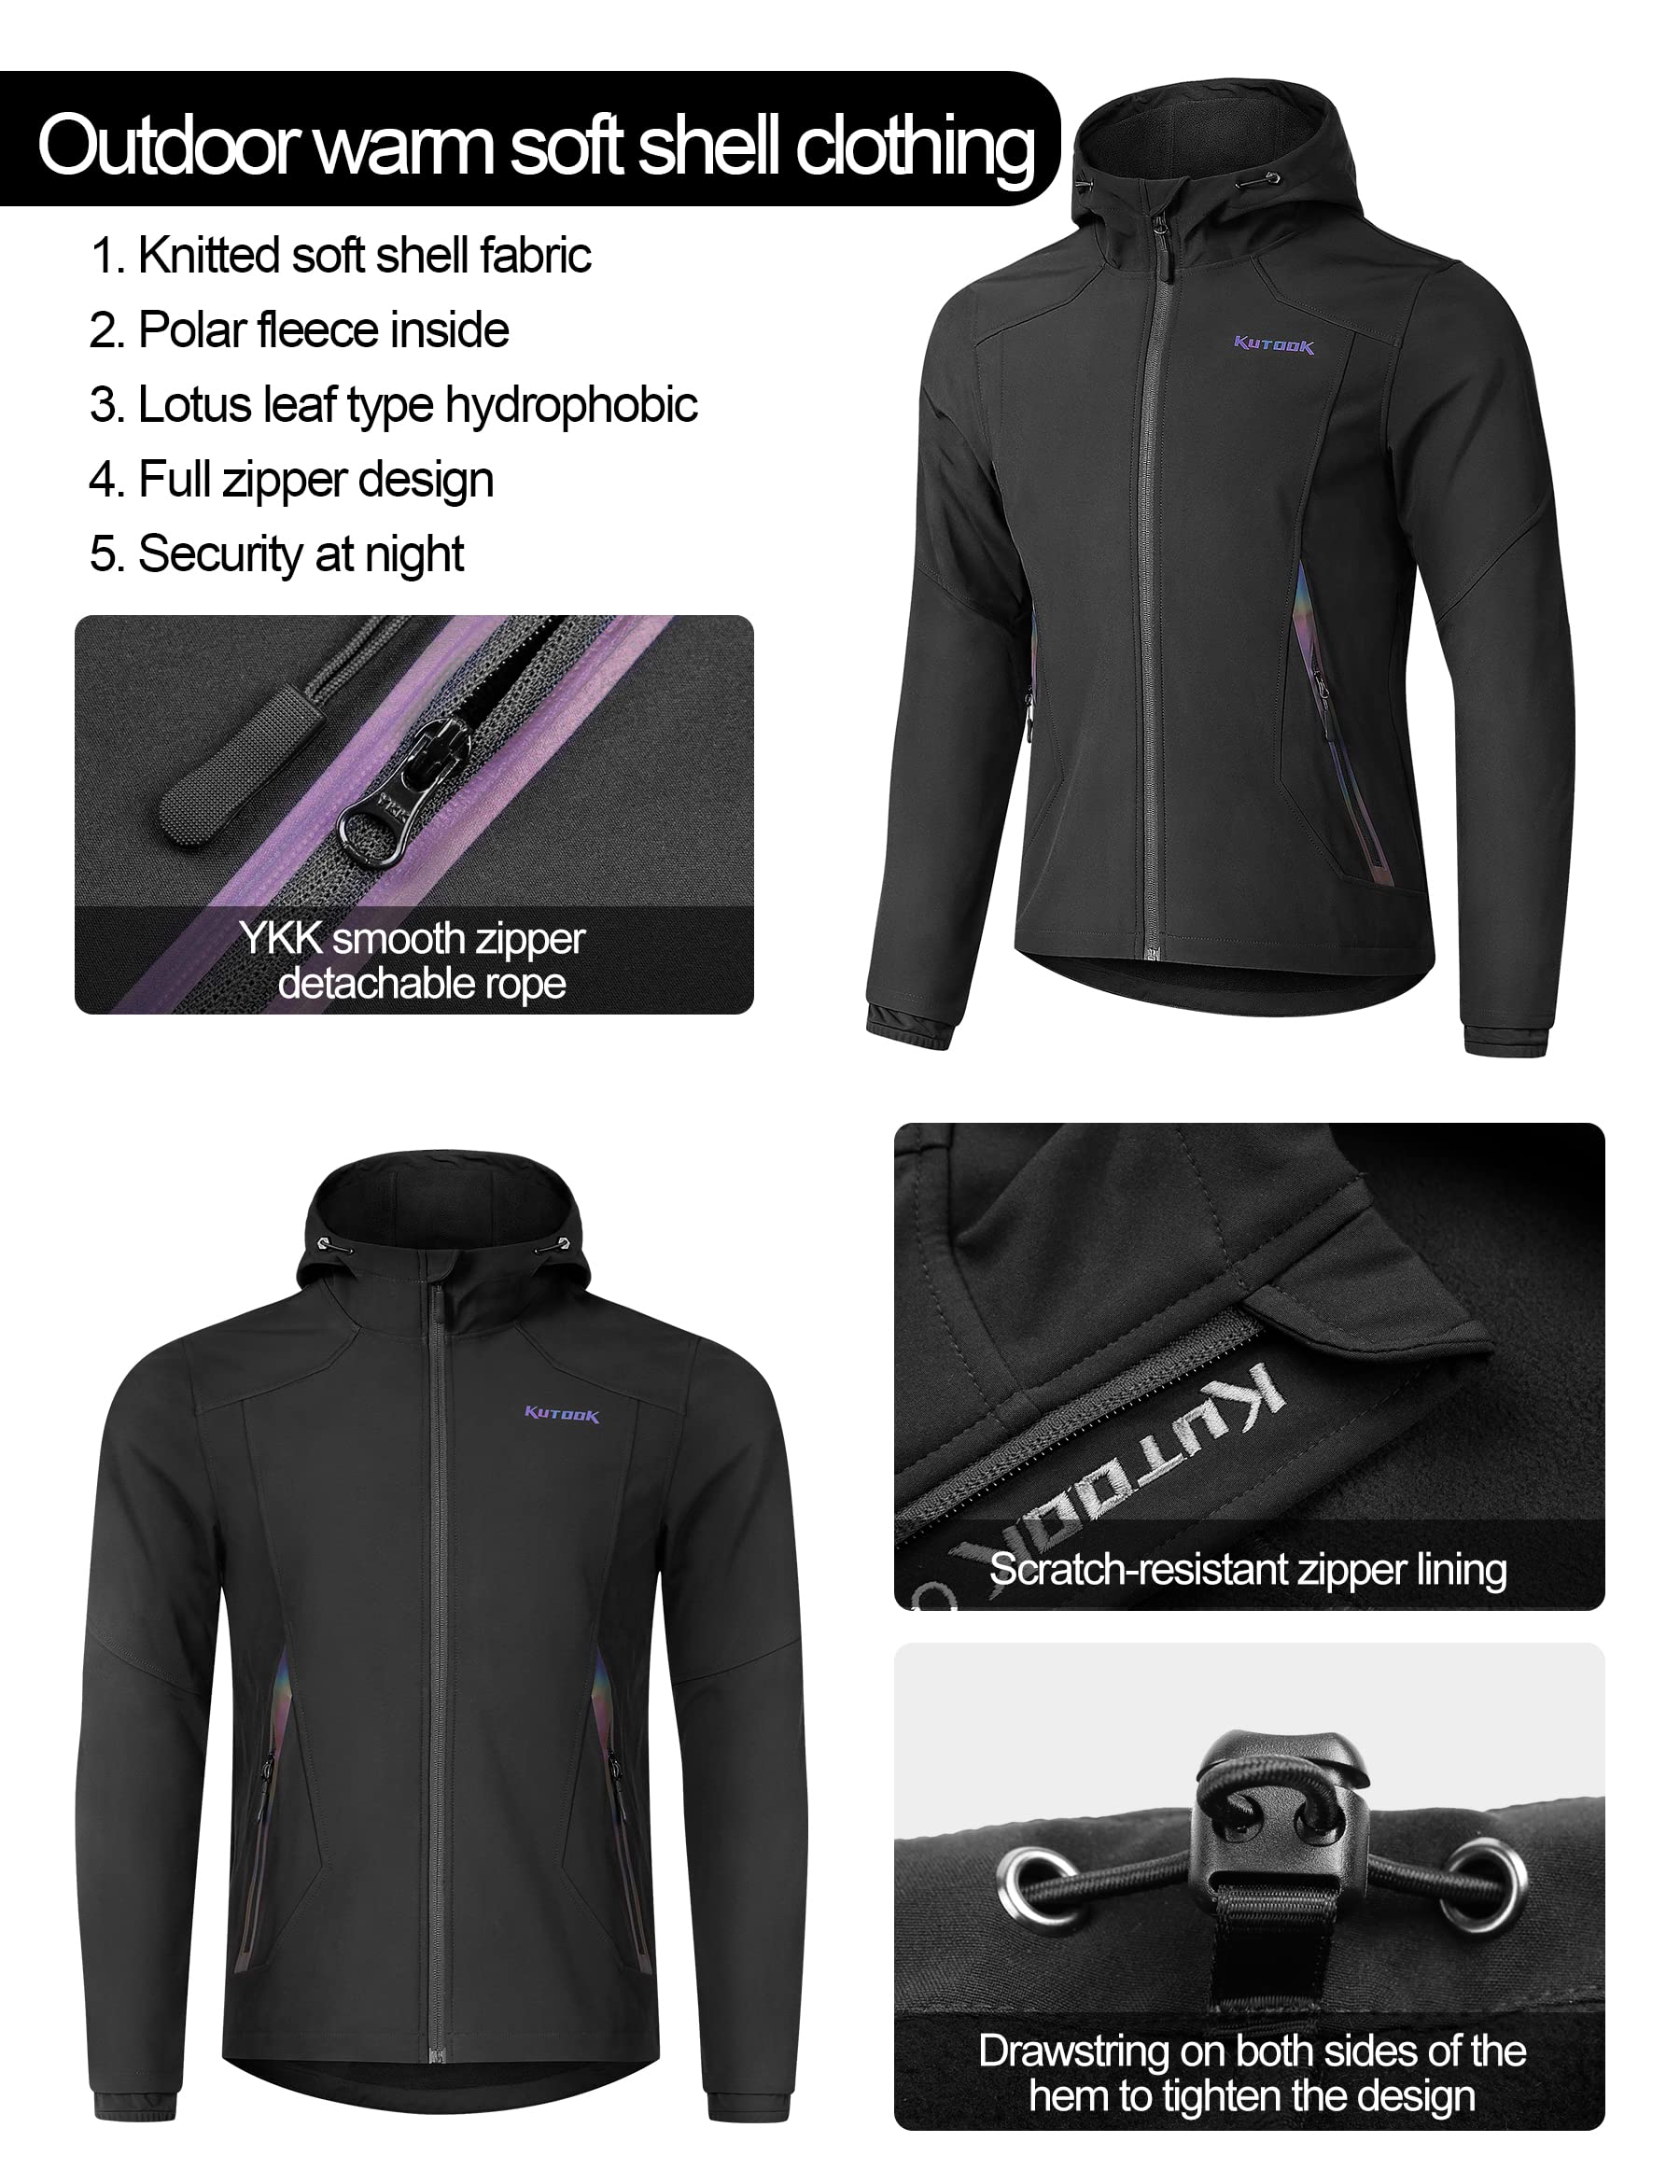 Outdoor warm soft shell clothing
1. Knitted soft shell fabric
2. Polar fleece inside
3. Lotus leaf type hydrophobic
4. Full zipper design
5. Security at night
KUTOOK
YKK smooth zipper
detachable rope
KUTOOK
KUTOOK
Scratch-resistant zipper lining
Drawstring on both sides of the
hem to tighten the design